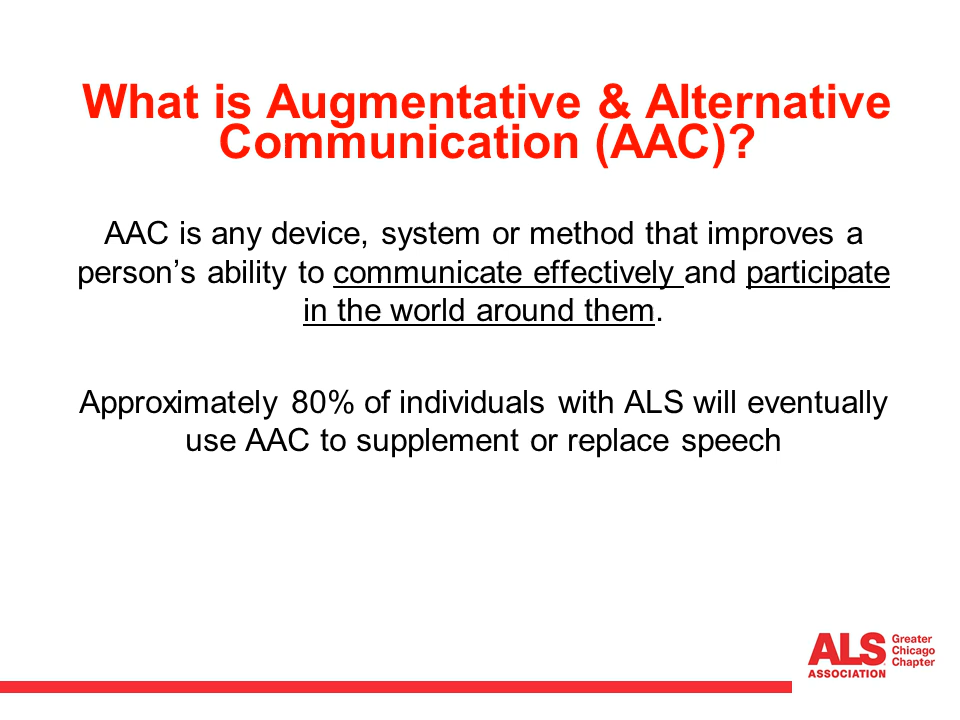 What is Augmentative & Alternative
Communication (AAC)?
AAC is any device, system or method that improves a
person’s ability to communicate effectively and participate
in the world around them.
Approximately 80% of individuals with ALS will eventually
use AAC to supplement or replace speech
ALS
ASSOCIATION
Greater
Chicago
Chapter